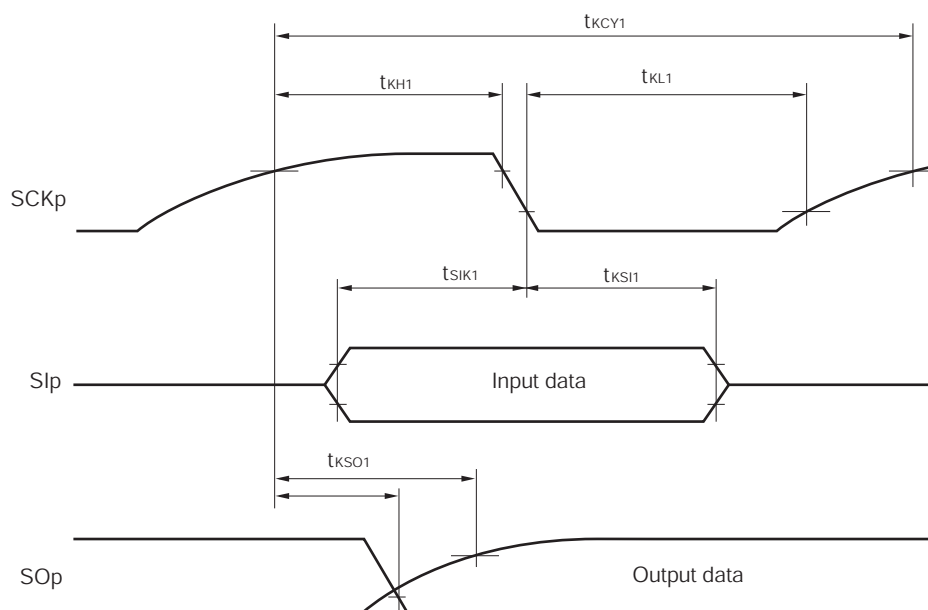 tKCY1
tKH1
tKL1
SCKp
tSIK1
tKSI1
SIp
Input data
tKSO1
SOp
Output data